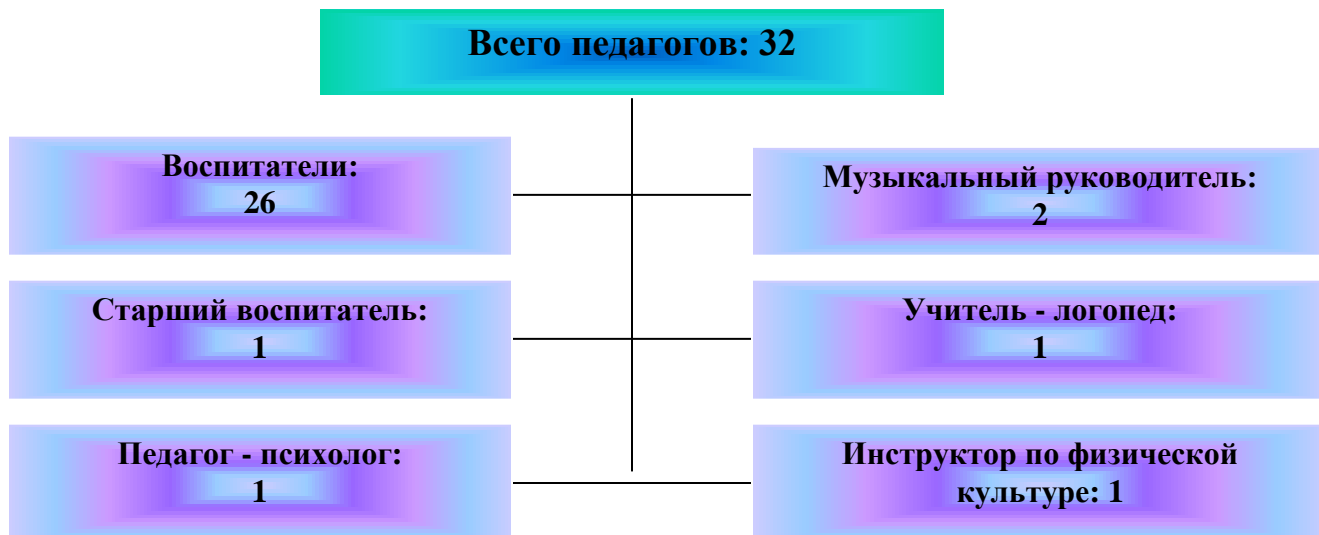 Всего педагогов: 32
Воспитатели:
26
Музыкальный руководитель:
2
Старший воспитатель:
1
Учитель - логопед:
1
Педагог - психолог:
1
Инструктор по физической
культуре: 1